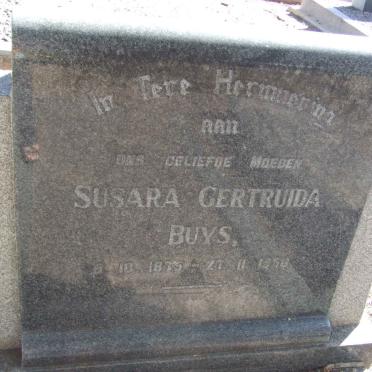 In Tere Herinnering
AAN
ONS GELIEFDE MOEDER
SUSARA GERTRUIDA
BUYS,